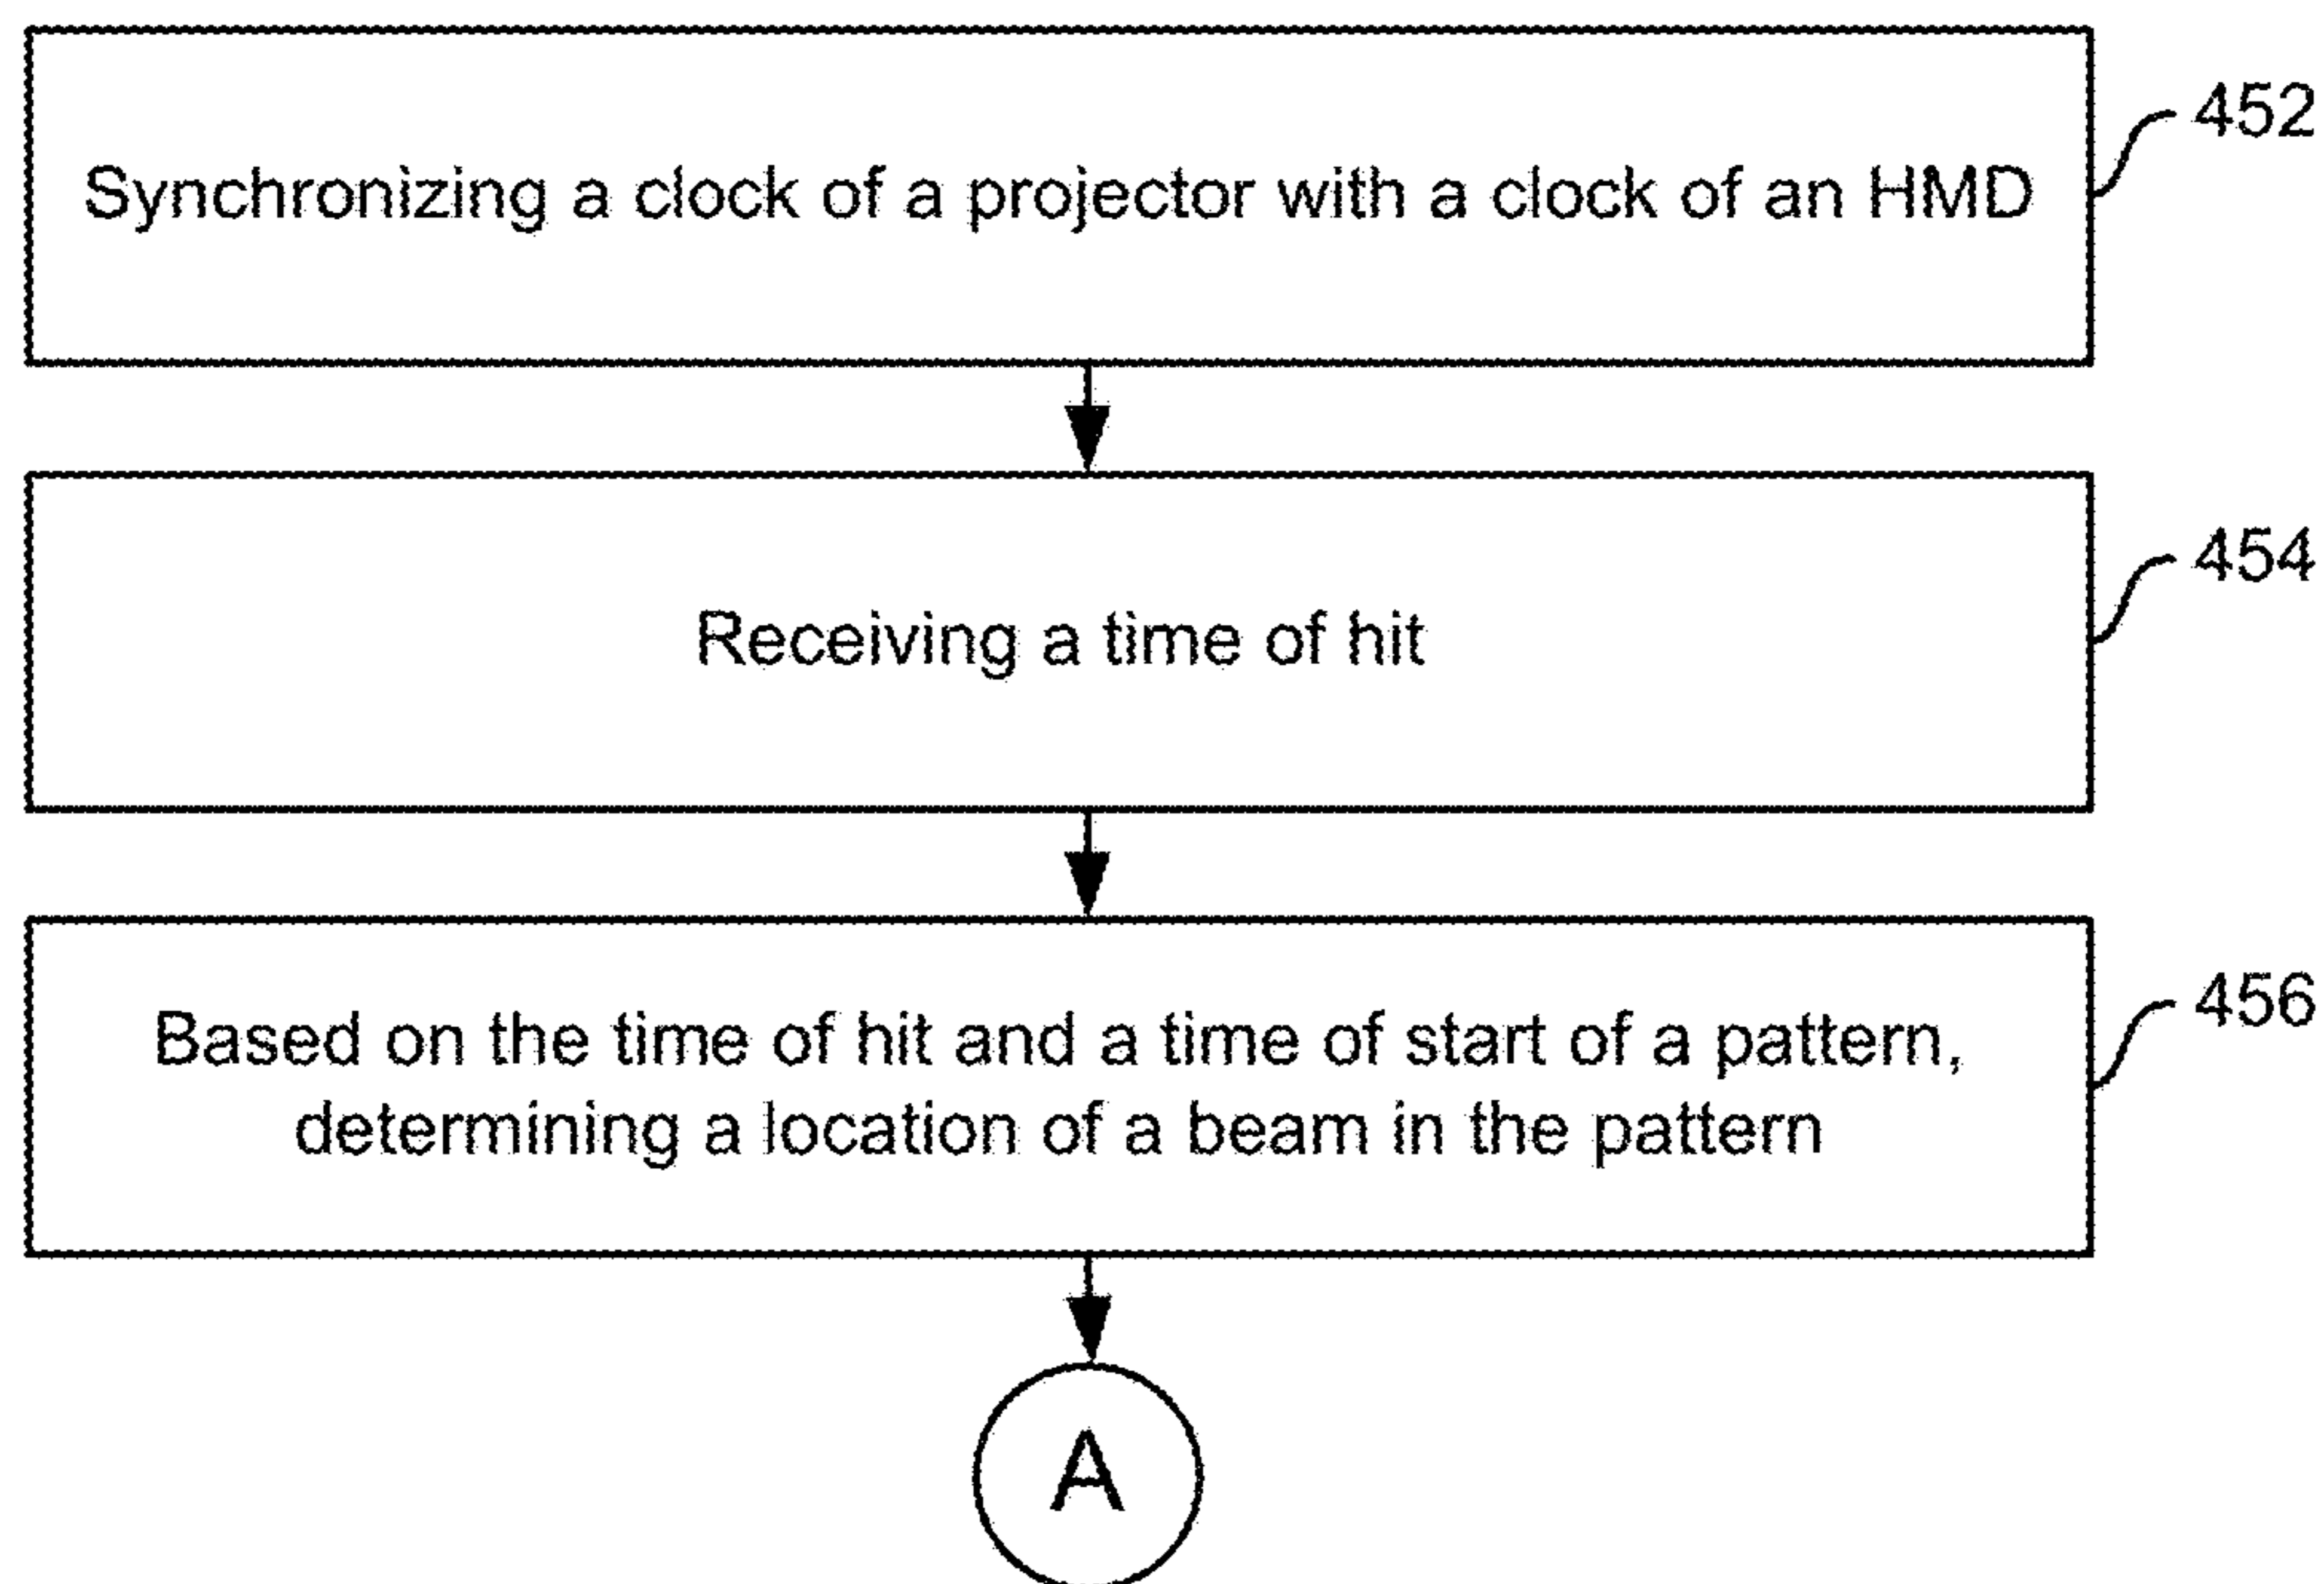 452
Synchronizing a clock of a projector with a clock of an HMD
454
Receiving a time of hit
456
Based on the time of hit and a time of start of a pattern,
determining a location of a beam in the pattern
A